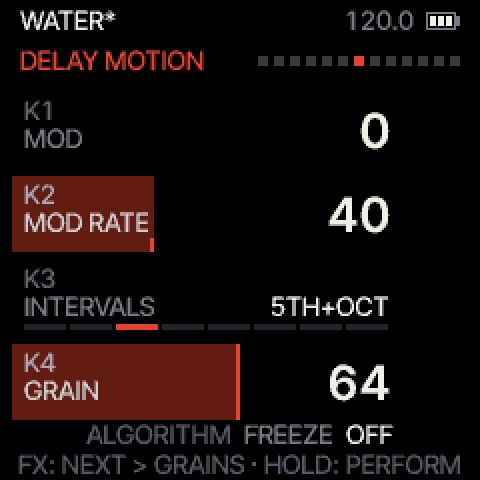 WATER* 120.0
DELAY MOTION
K1
MOD 0
K2
MOD RATE 40
K3
INTERVALS 5TH+OCT
K4
GRAIN 64
ALGORITHM FREEZE OFF
FX: NEXT > GRAINS · HOLD: PERFORM